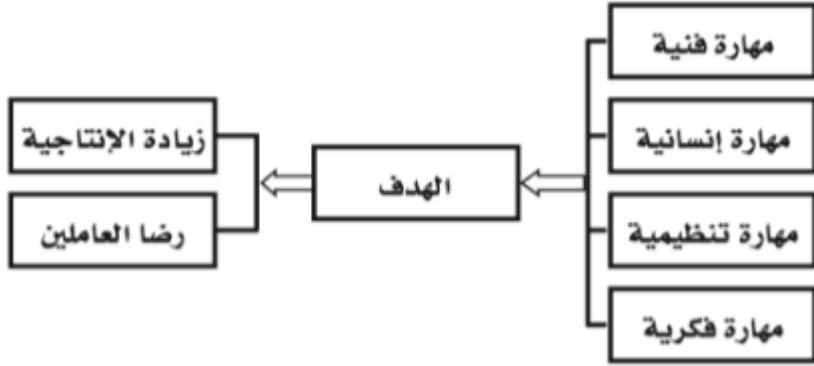 مهارة فنية
مهارة إنسانية
مهارة تنظيمية
مهارة فكرية
الهدف
زيادة الإنتاجية
رضا العاملين